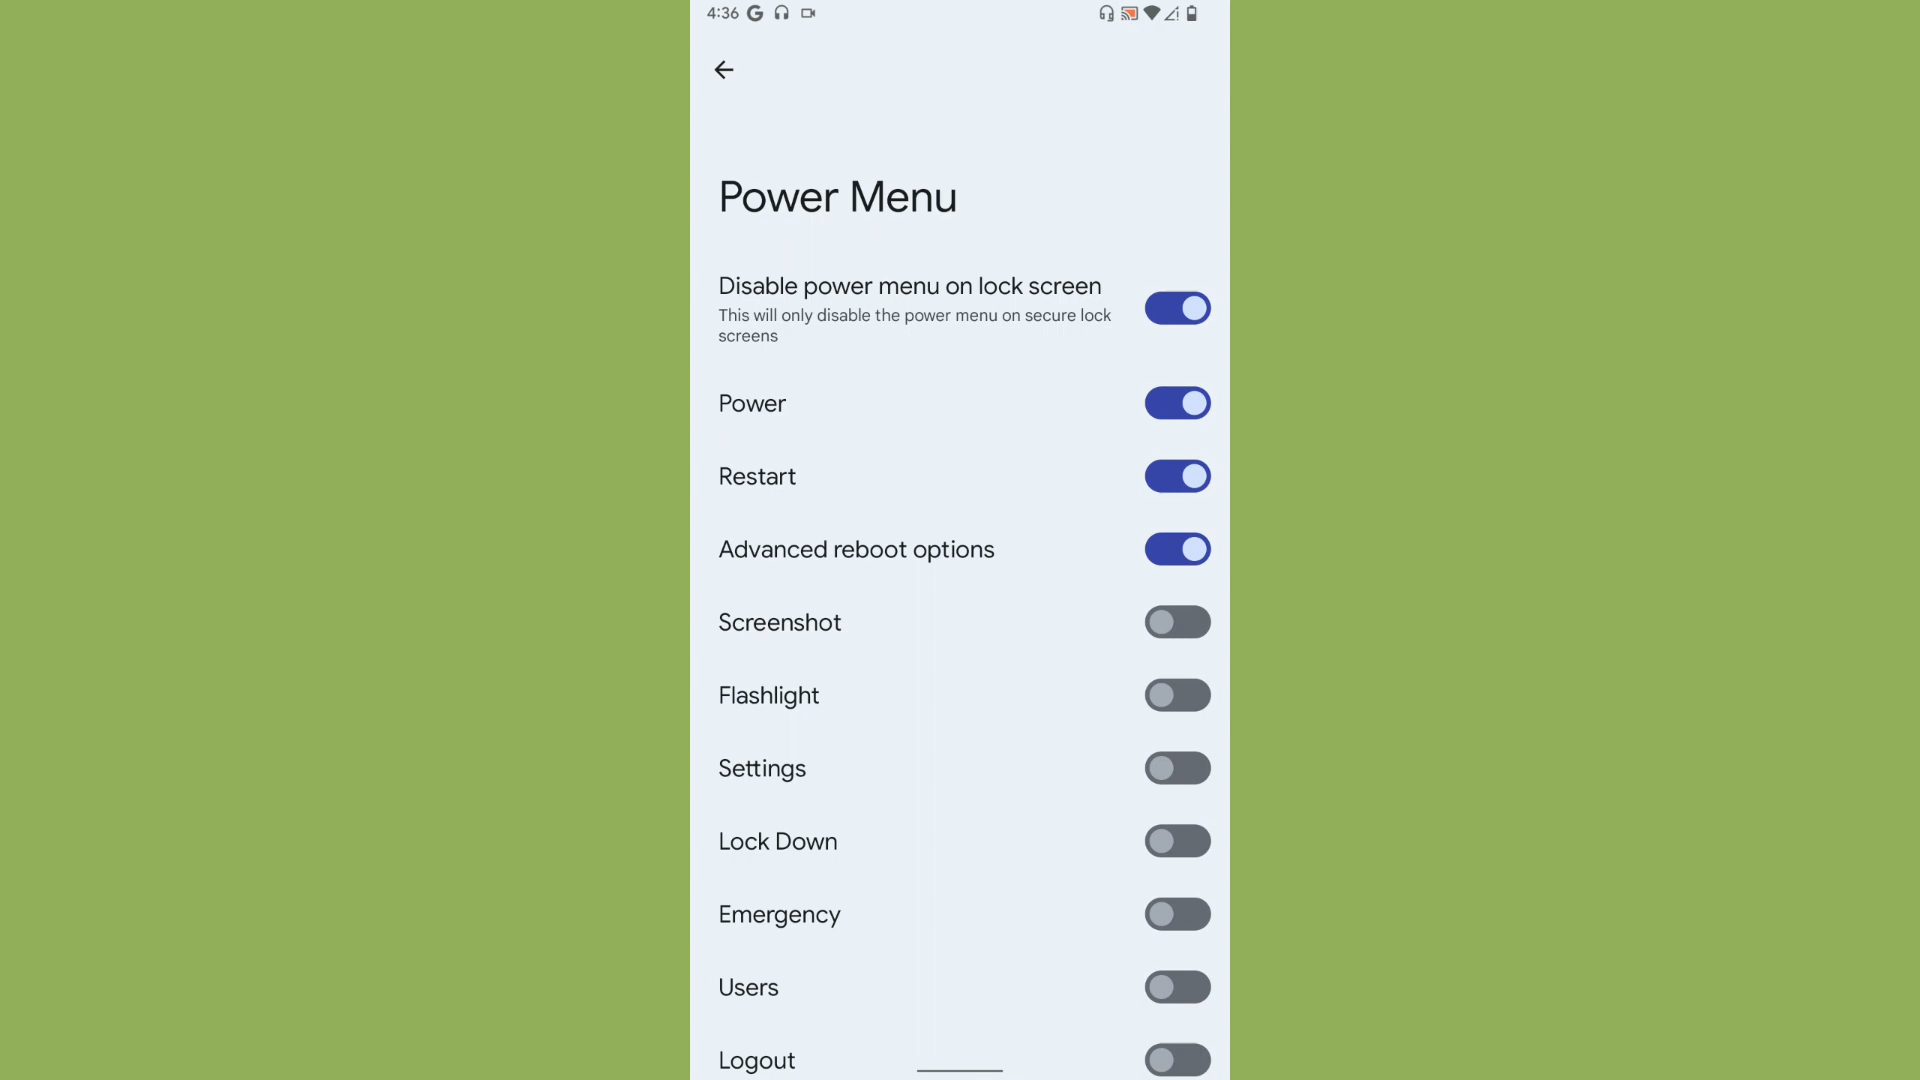 4:36
Power Menu
Disable power menu on lock screen
This will only disable the power menu on secure lock
screens
Power
Restart
Advanced reboot options
Screenshot
Flashlight
Settings
Lock Down
Emergency
Users
Logout